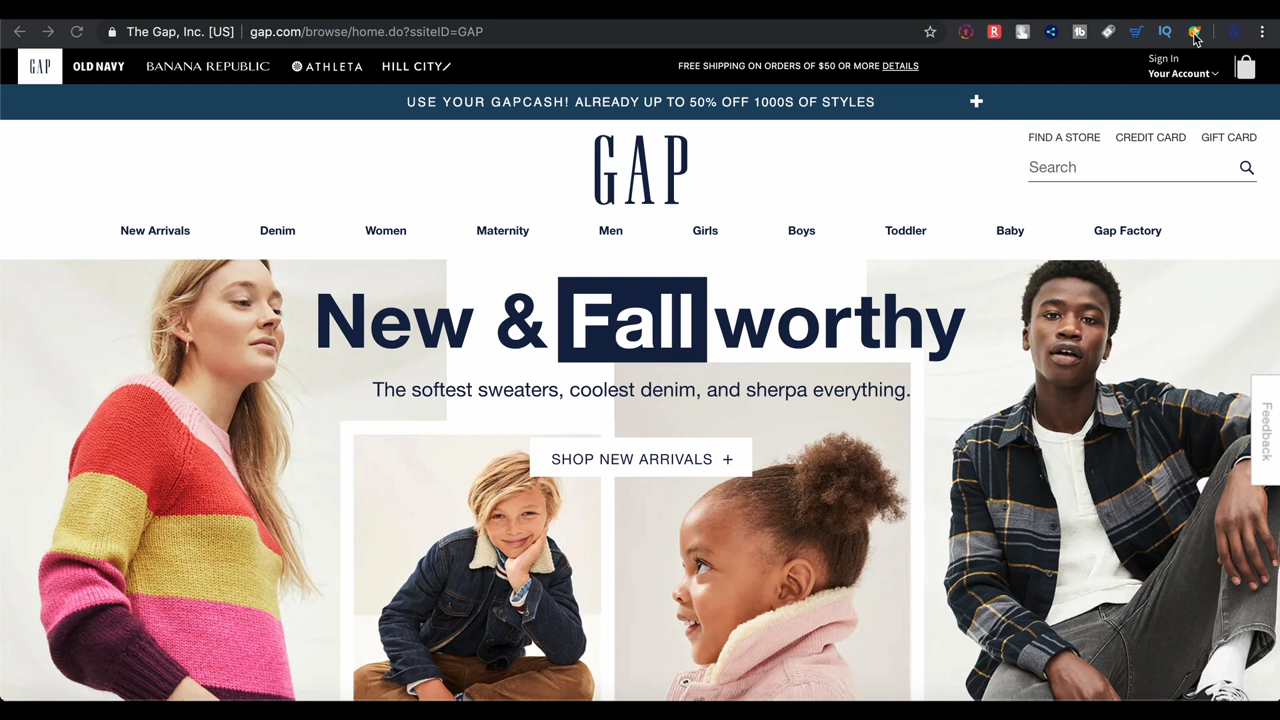 The Gap, Inc. [US] gap.com/browse/home.do?ssiteID=GAP
R
tb
IQ
GAP OLD NAVY BANANA REPUBLIC ATHLETA HILL CITY
FREE SHIPPING ON ORDERS OF $50 OR MORE DETAILS
Sign In
Your Account
USE YOUR GAPCASH! ALREADY UP TO 50% OFF 1000S OF STYLES +
GAP
FIND A STORE CREDIT CARD GIFT CARD
Search
New Arrivals Denim Women Maternity Men Girls Boys Toddler Baby Gap Factory
New & Fall worthy
The softest sweaters, coolest denim, and sherpa everything.
SHOP NEW ARRIVALS +
Feedback